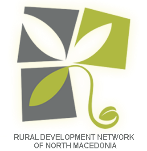 RURAL DEVELOPMENT NETWORK
OF NORTH MACEDONIA